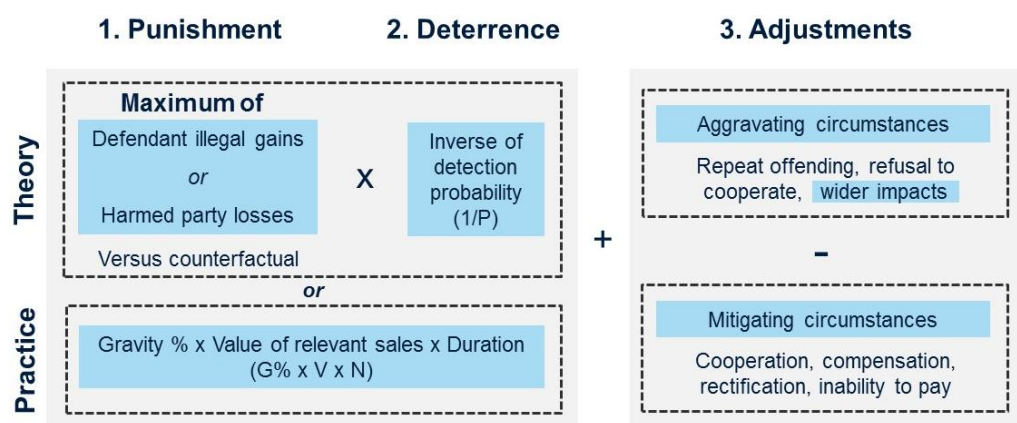 1. Punishment
2. Deterrence
3. Adjustments
Theory
Maximum of
Defendant illegal gains
or
Harmed party losses
Versus counterfactual
X
Inverse of
detection
probability
(1/P)
or
Practice
Gravity % x Value of relevant sales x Duration
(G% x V x N)
+
Aggravating circumstances
Repeat offending, refusal to
cooperate, wider impacts
-
Mitigating circumstances
Cooperation, compensation,
rectification, inability to pay